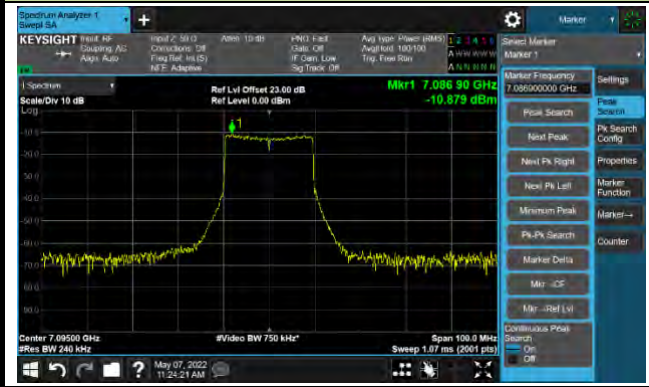 Spectrum Analyzer 1
Swept SA
+
Marker
KEYSIGHT Input: RF
Coupling: AC
Align: Auto
Input Z: 50 Ω
Corrections: Off
Freq Ref: Int (S)
NFE: Adaptive
Atten: 10 dB
PNO: Fast
Gate: Off
IF Gain: Low
Sig Track: Off
Avg Type: Power (RMS)
Avg|Hold: 100/100
Trig: Free Run
1 2 3 4 5 6
A W W W W W
A N N N N N
Select Marker
Marker 1
1 Spectrum
Scale/Div 10 dB
Log
Ref Lvl Offset 23.00 dB
Ref Level 0.00 dBm
Mkr1 7.086 90 GHz
-10.879 dBm
1
-10.0
-20.0
-30.0
-40.0
-50.0
-60.0
-70.0
-80.0
-90.0
Center 7.09500 GHz
#Res BW 240 kHz
#Video BW 750 kHz*
Span 100.0 MHz
Sweep 1.07 ms (2001 pts)
Marker Frequency
7.086900000 GHz
Peak Search
Next Peak
Next Pk Right
Next Pk Left
Minimum Peak
Pk-Pk Search
Marker Delta
Mkr→CF
Mkr→Ref Lvl
Continuous Peak
Search
On
Off
Settings
Peak
Search
Pk Search
Config
Properties
Marker
Function
Marker→
Counter
?
May 07, 2022
11:24:21 AM